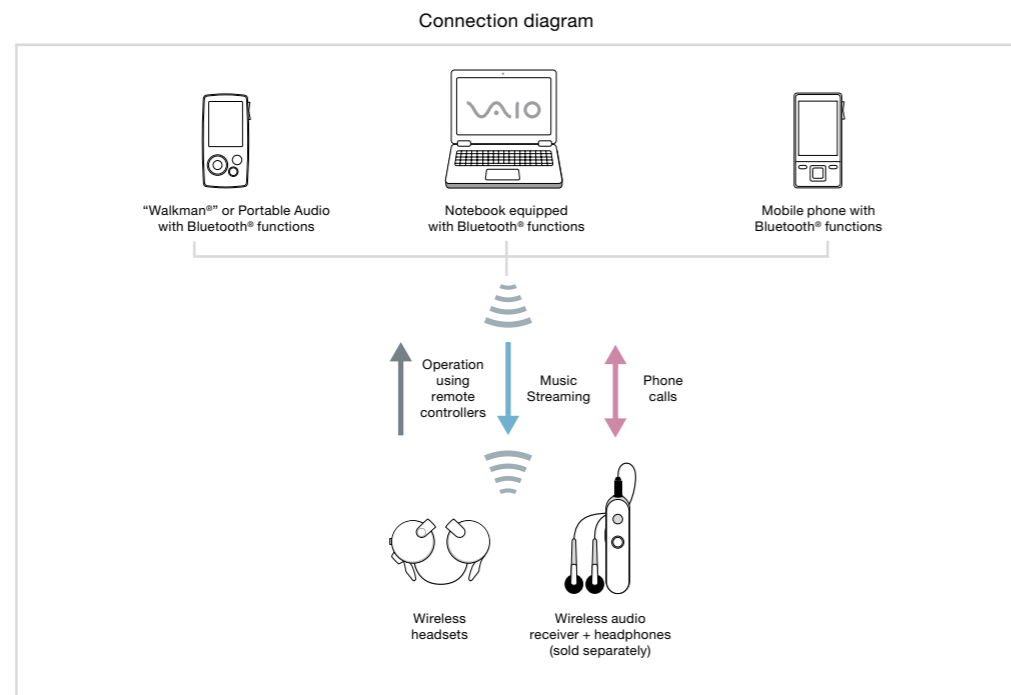 Connection diagram
VAIO
“Walkman®” or Portable Audio
with Bluetooth® functions
Notebook equipped
with Bluetooth® functions
Mobile phone with
Bluetooth® functions
Operation
using
remote
controllers
Music
Streaming
Phone
calls
Wireless
headsets
Wireless audio
receiver + headphones
(sold separately)